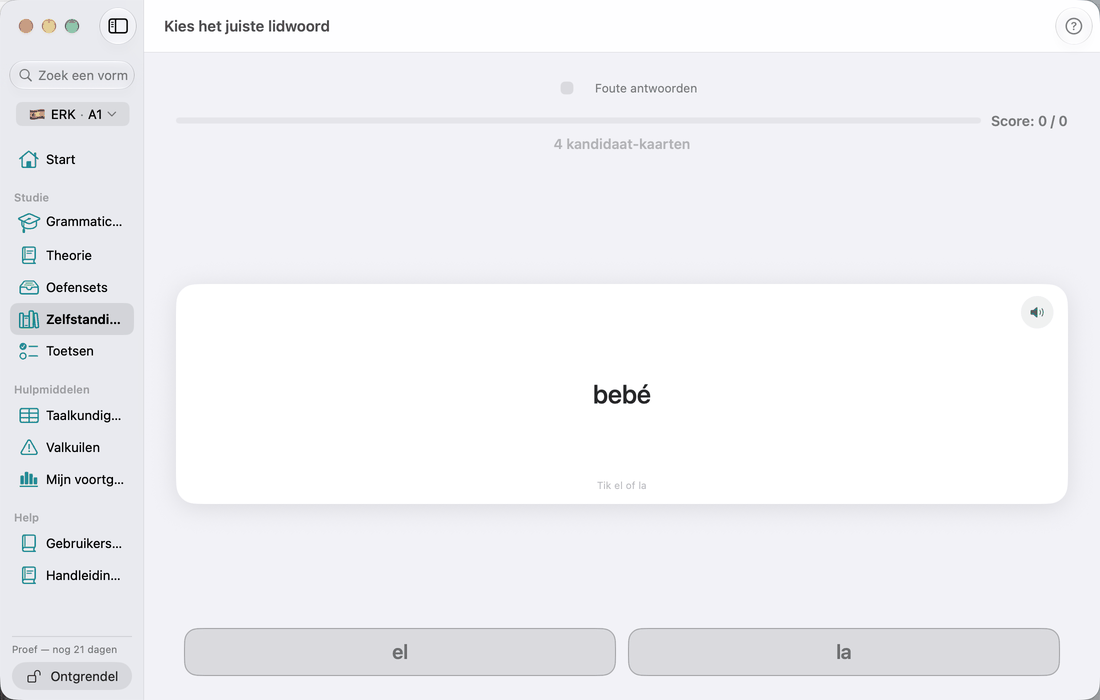 Kies het juiste lidwoord
Zoek een vorm
ERK · A1
Start
Studie
Grammatic...
Theorie
Oefensets
Zelfstandi...
Toetsen
Hulpmiddelen
Taalkundig...
Valkuilen
Mijn voortg...
Help
Gebruikers...
Handleidin...
Proef — nog 21 dagen
Ontgrendel
Foute antwoorden
Score: 0 / 0
4 kandidaat-kaarten
bebé
Tik el of la
el
la